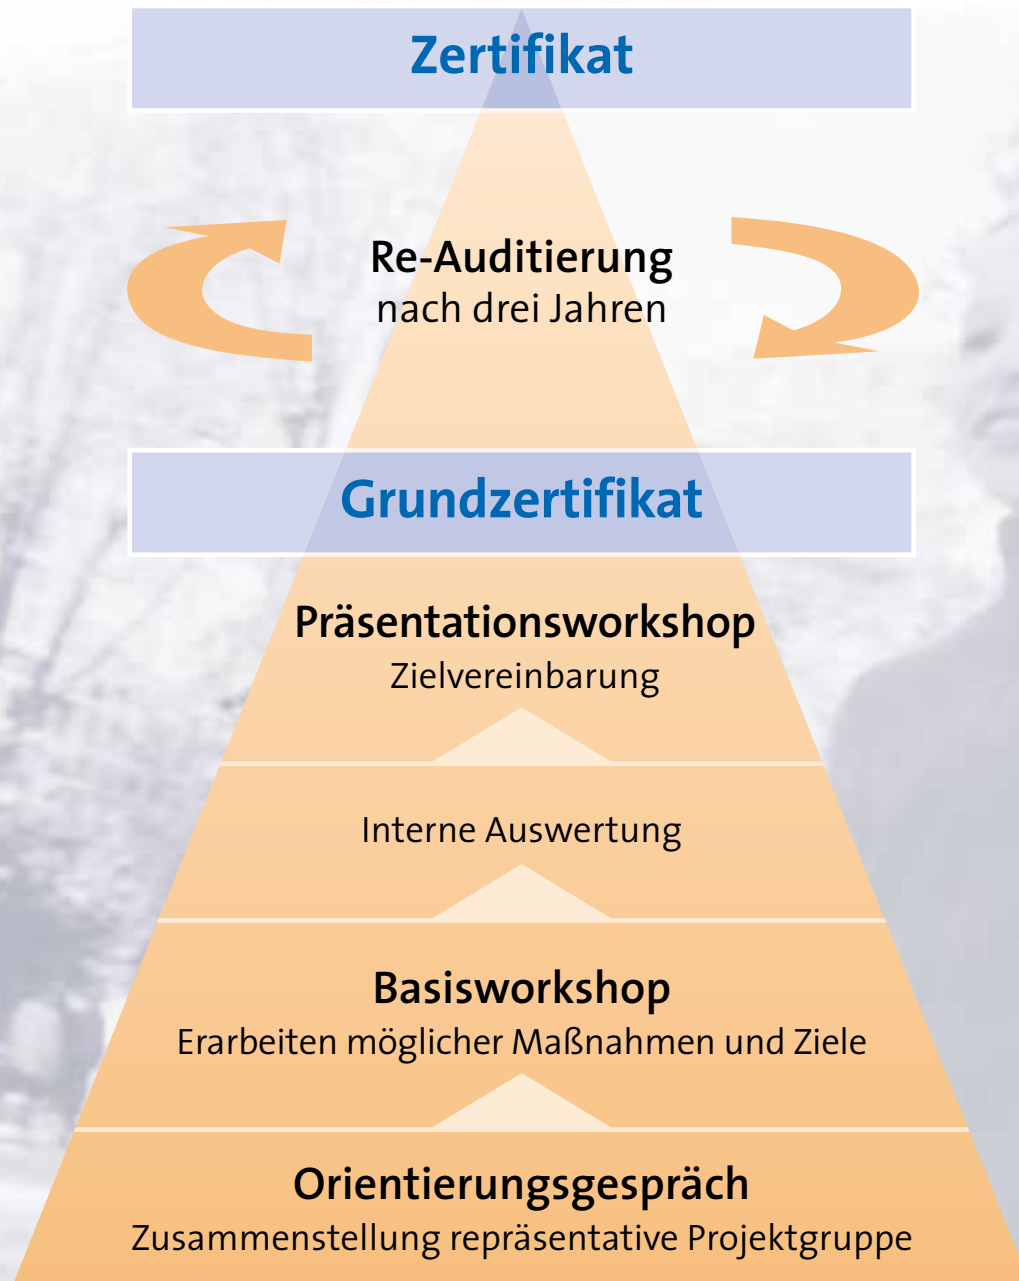 Zertifikat
Re-Auditierung
nach drei Jahren
Grundzertifikat
Präsentationsworkshop
Zielvereinbarung
Interne Auswertung
Basisworkshop
Erarbeiten möglicher Maßnahmen und Ziele
Orientierungsgespräch
Zusammenstellung repräsentative Projektgruppe